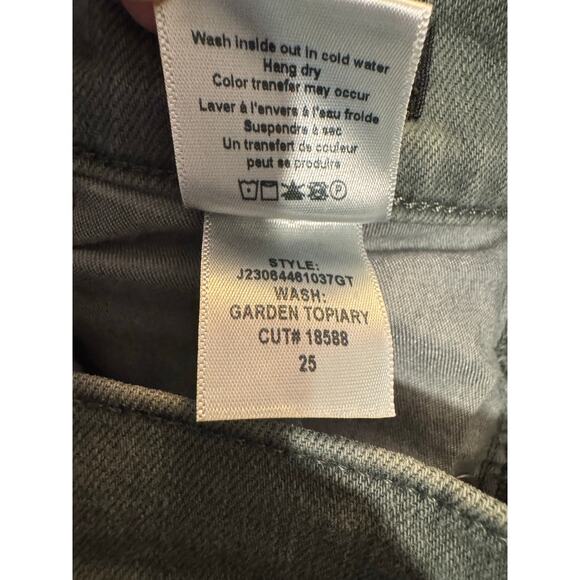 Wash inside out in cold water
Hang dry
Color transfer may occur
Laver à l'envers à l'eau froide
Suspendre à sec
Un transfert de couleur
peut se produire
P
STYLE:
J23064461037GT
WASH:
GARDEN TOPIARY
CUT# 18588
25